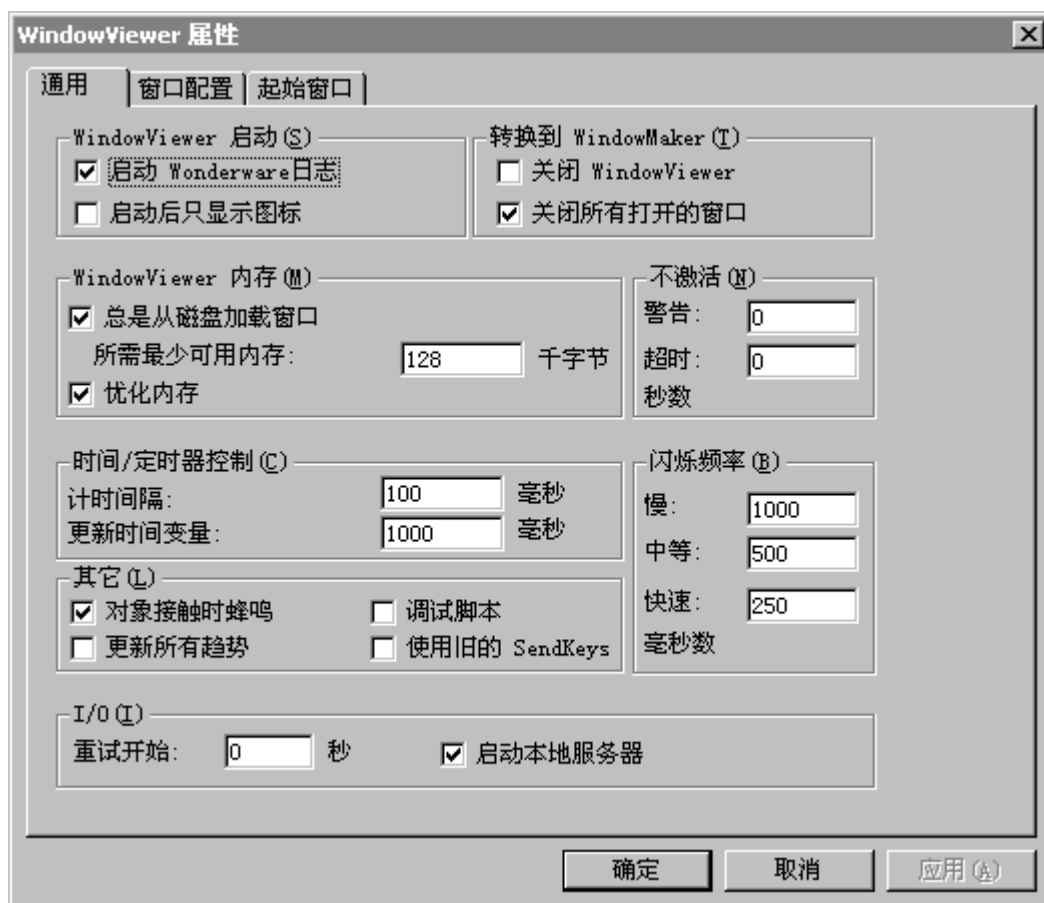 WindowViewer 属性
通用 窗口配置 起始窗口
WindowViewer 启动(S)
启动 Wonderware日志
启动后只显示图标
转换到 WindowMaker(T)
关闭 WindowViewer
关闭所有打开的窗口
WindowViewer 内存(M)
总是从磁盘加载窗口
所需最少可用内存: 128 千字节
优化内存
不激活(N)
警告: 0
超时: 0
秒数
时间/定时器控制(C)
计时间隔: 100 毫秒
更新时间变量: 1000 毫秒
闪烁频率(B)
慢: 1000
中等: 500
快速: 250
毫秒数
其它(L)
对象接触时蜂鸣 调试脚本
更新所有趋势 使用旧的 SendKeys
I/O(I)
重试开始: 0 秒 启动本地服务器
确定 取消 应用(A)